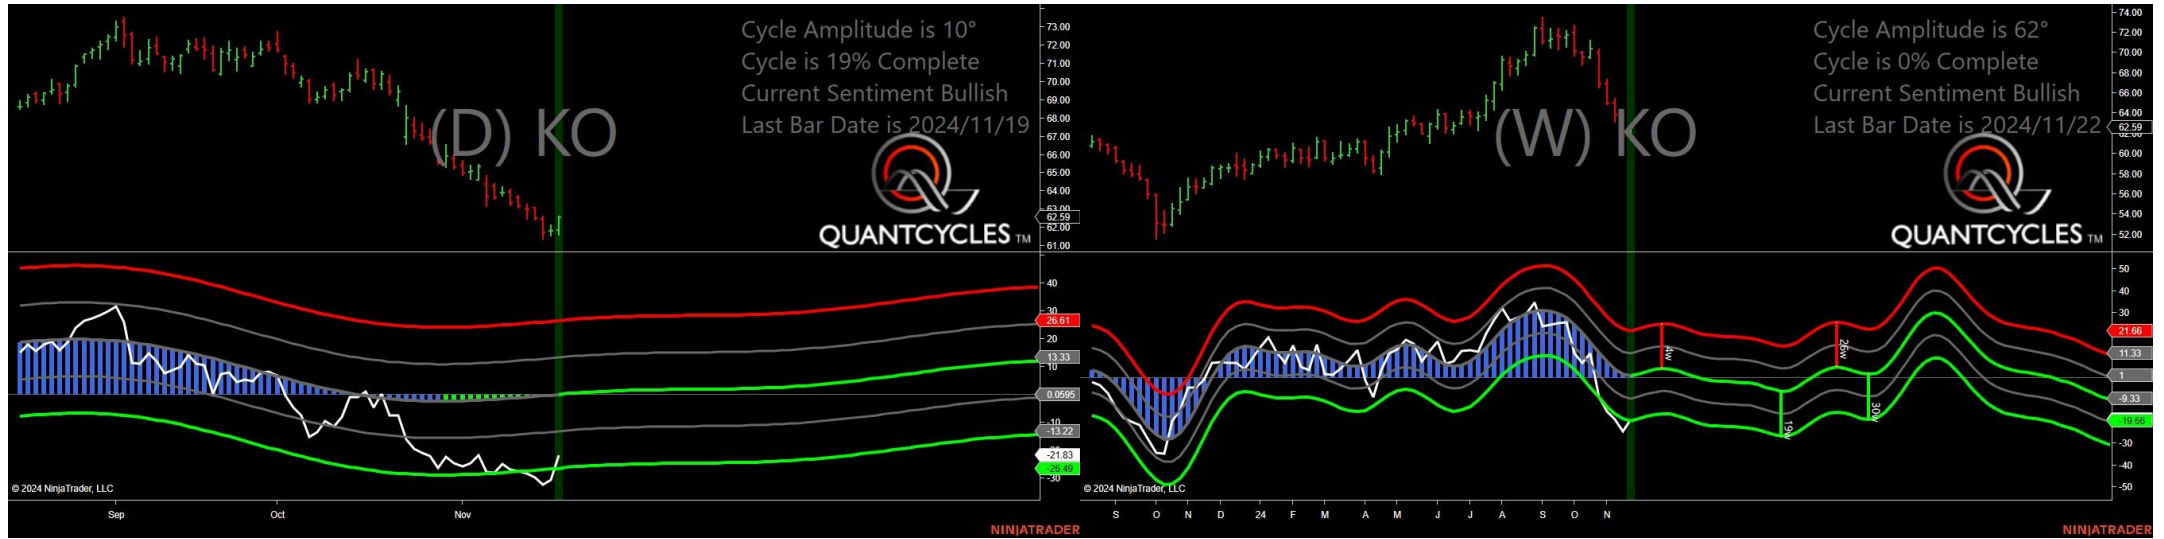 Cycle Amplitude is 10°
Cycle is 19% Complete
Current Sentiment Bullish
Last Bar Date is 2024/11/19
(D) KO
QUANTCYCLES TM
73.00
72.00
71.00
70.00
69.00
68.00
67.00
66.00
65.00
64.00
63.00
62.59
62.00
61.00
40
30
26.61
20
13.33
10
0.0595
-10
-13.22
-21.83
-26.49
-30
© 2024 NinjaTrader, LLC
Sep Oct Nov
NINJATRADER
Cycle Amplitude is 62°
Cycle is 0% Complete
Current Sentiment Bullish
Last Bar Date is 2024/11/22
(W) KO
QUANTCYCLES TM
74.00
72.00
70.00
68.00
66.00
64.00
62.59
62.00
60.00
58.00
56.00
54.00
52.00
50
40
30
21.66
11.33
1
-9.33
-19.66
-30
-40
-50
4w
19w
26w
30w
© 2024 NinjaTrader, LLC
S O N D 24 F M A M J J A S O N
NINJATRADER